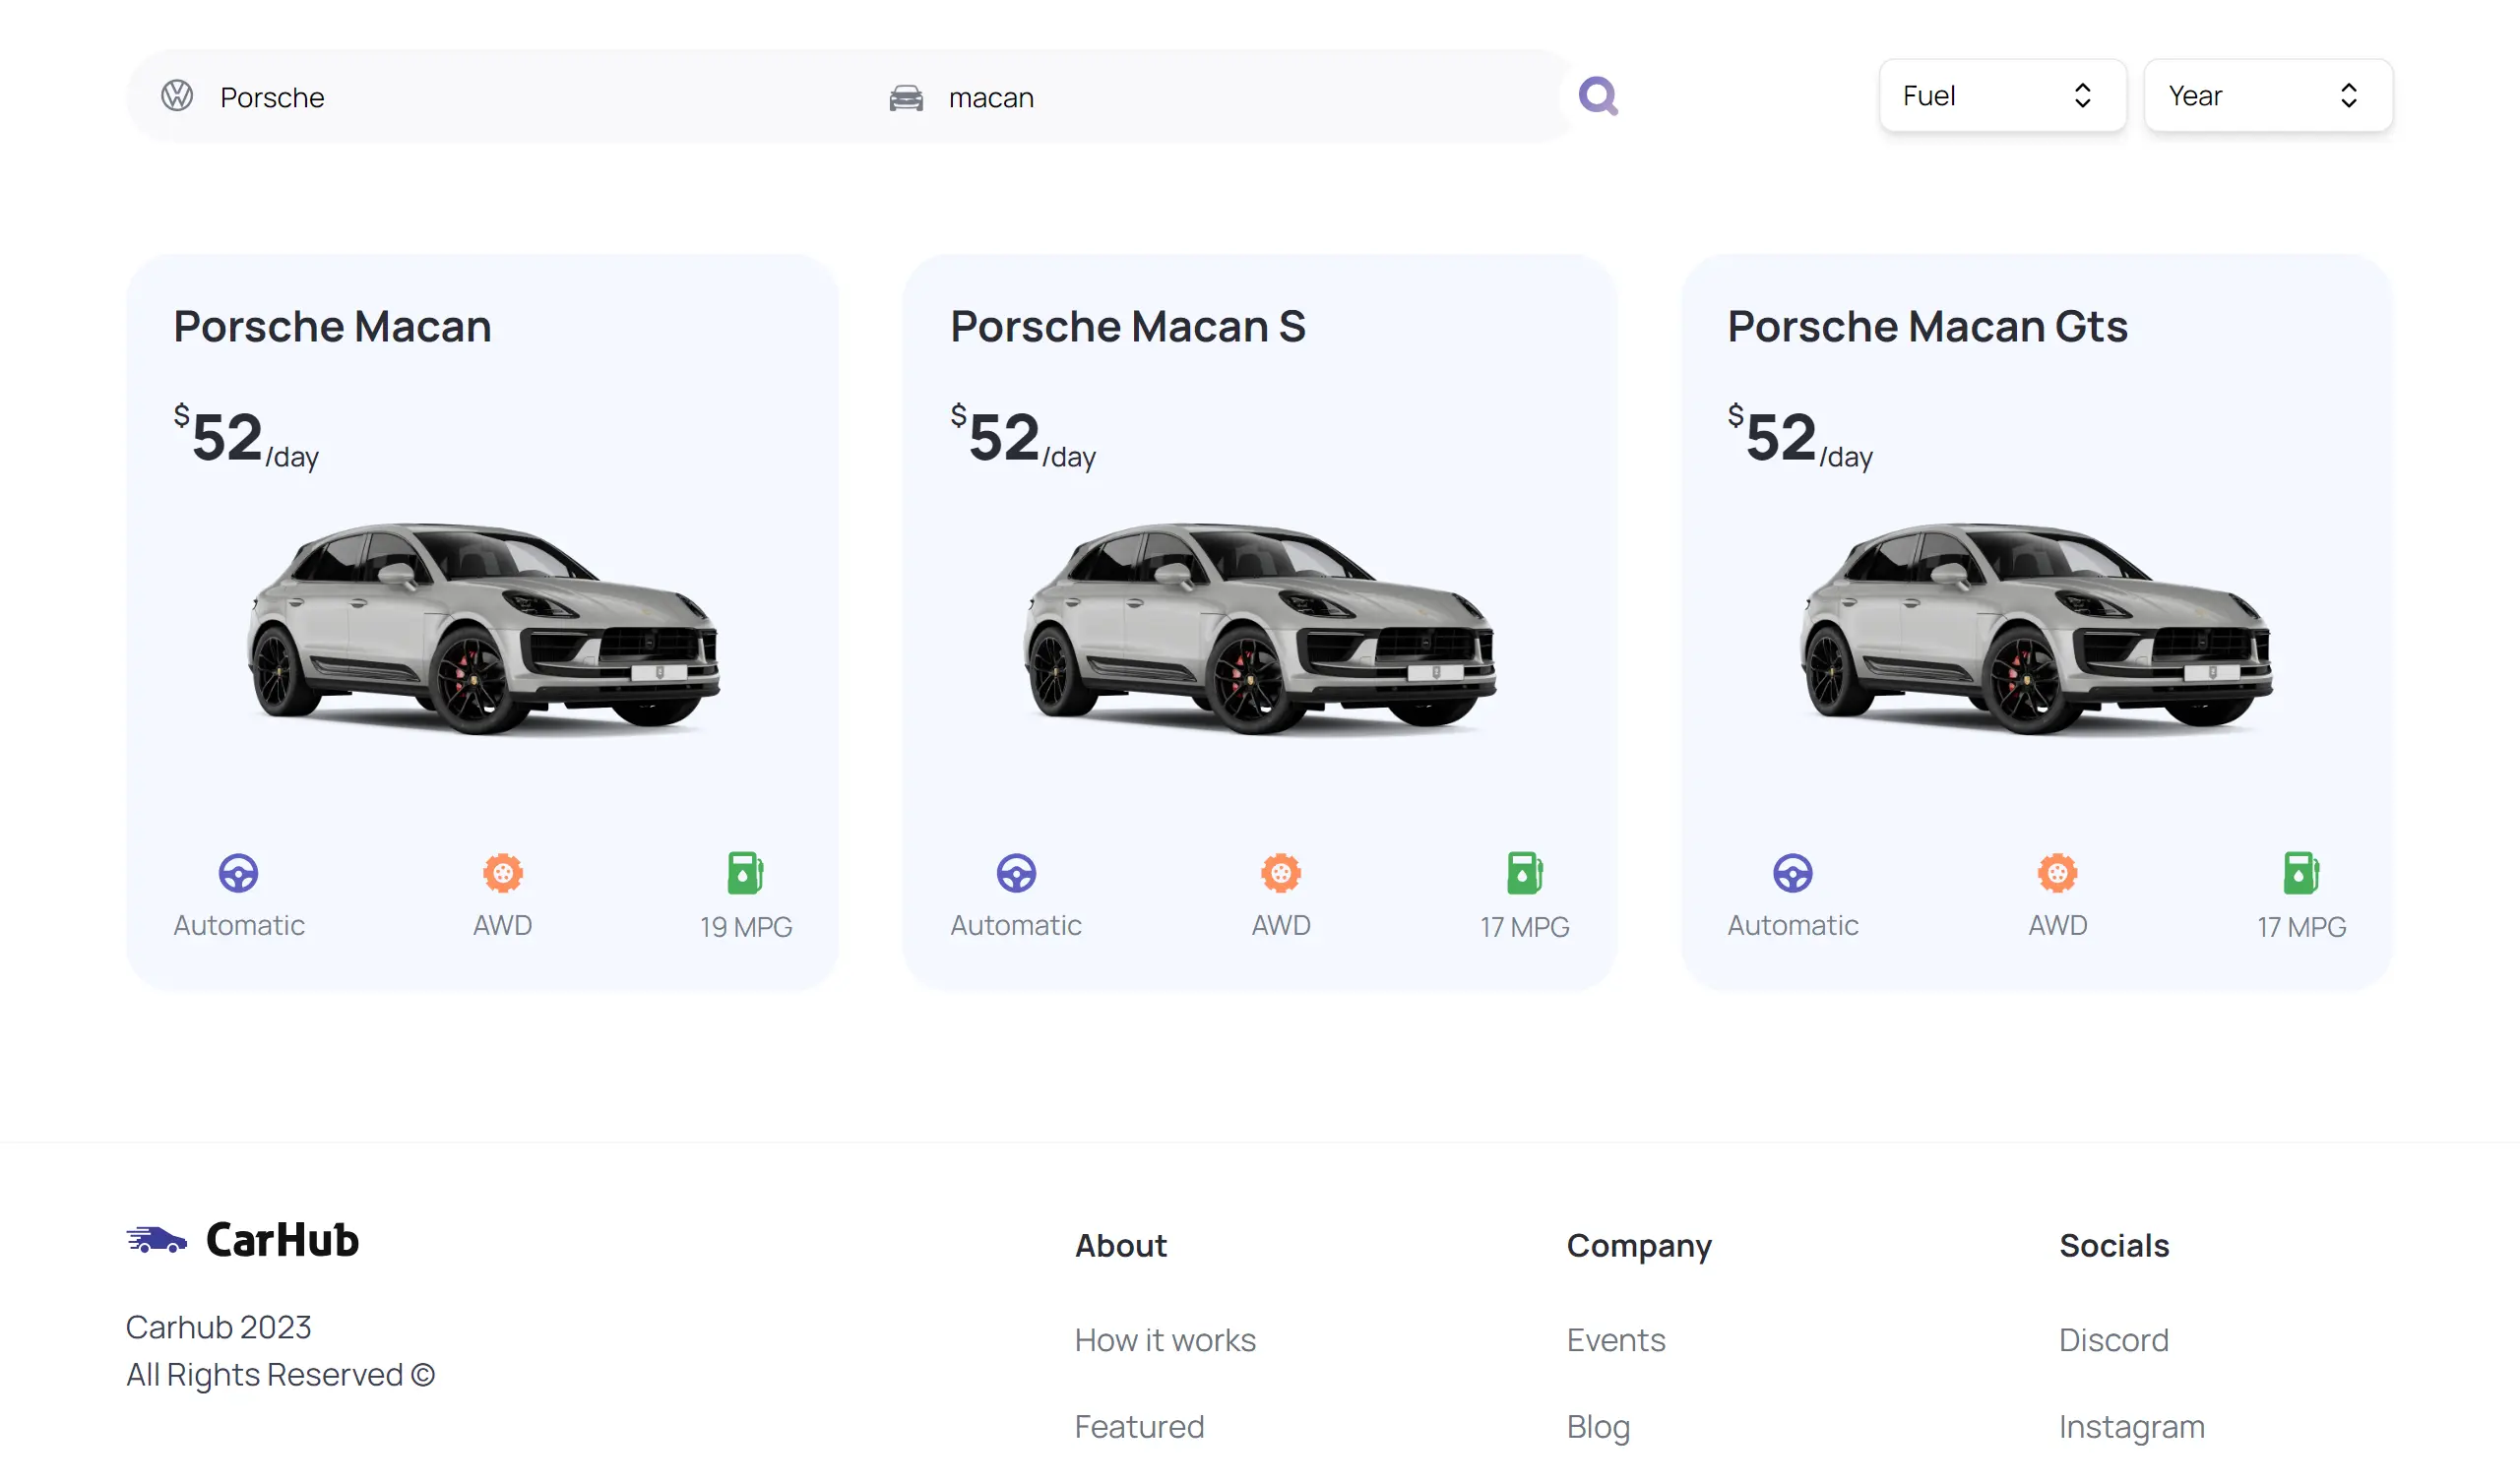 Porsche macan Fuel Year
Porsche Macan
$52/day
Automatic AWD 19 MPG
Porsche Macan S
$52/day
Automatic AWD 17 MPG
Porsche Macan Gts
$52/day
Automatic AWD 17 MPG
CarHub
Carhub 2023
All Rights Reserved ©
About
How it works
Featured
Company
Events
Blog
Socials
Discord
Instagram